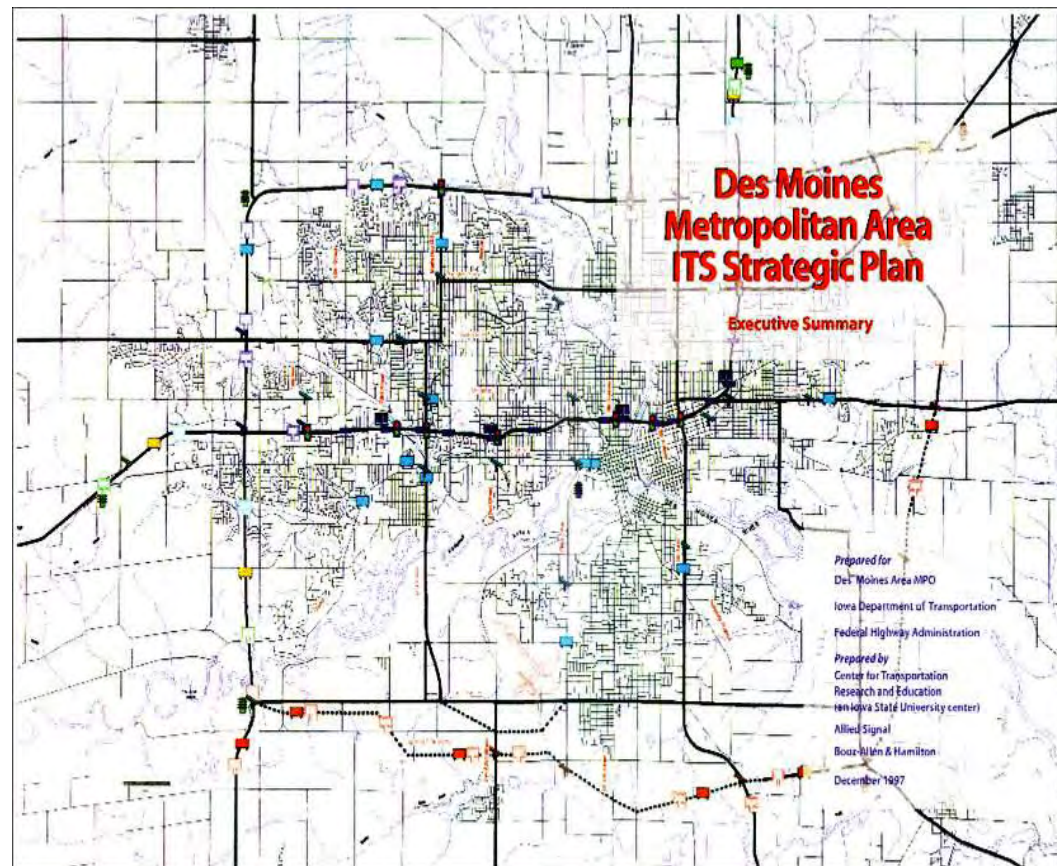 Des Moines
Metropolitan Area
ITS Strategic Plan
Executive Summary
Prepared for
Des Moines Area MPO
Iowa Department of Transportation
Federal Highway Administration
Prepared by
Center for Transportation
Research and Education
(an Iowa State University center)
Allied Signal
Booz-Allen & Hamilton
December 1997